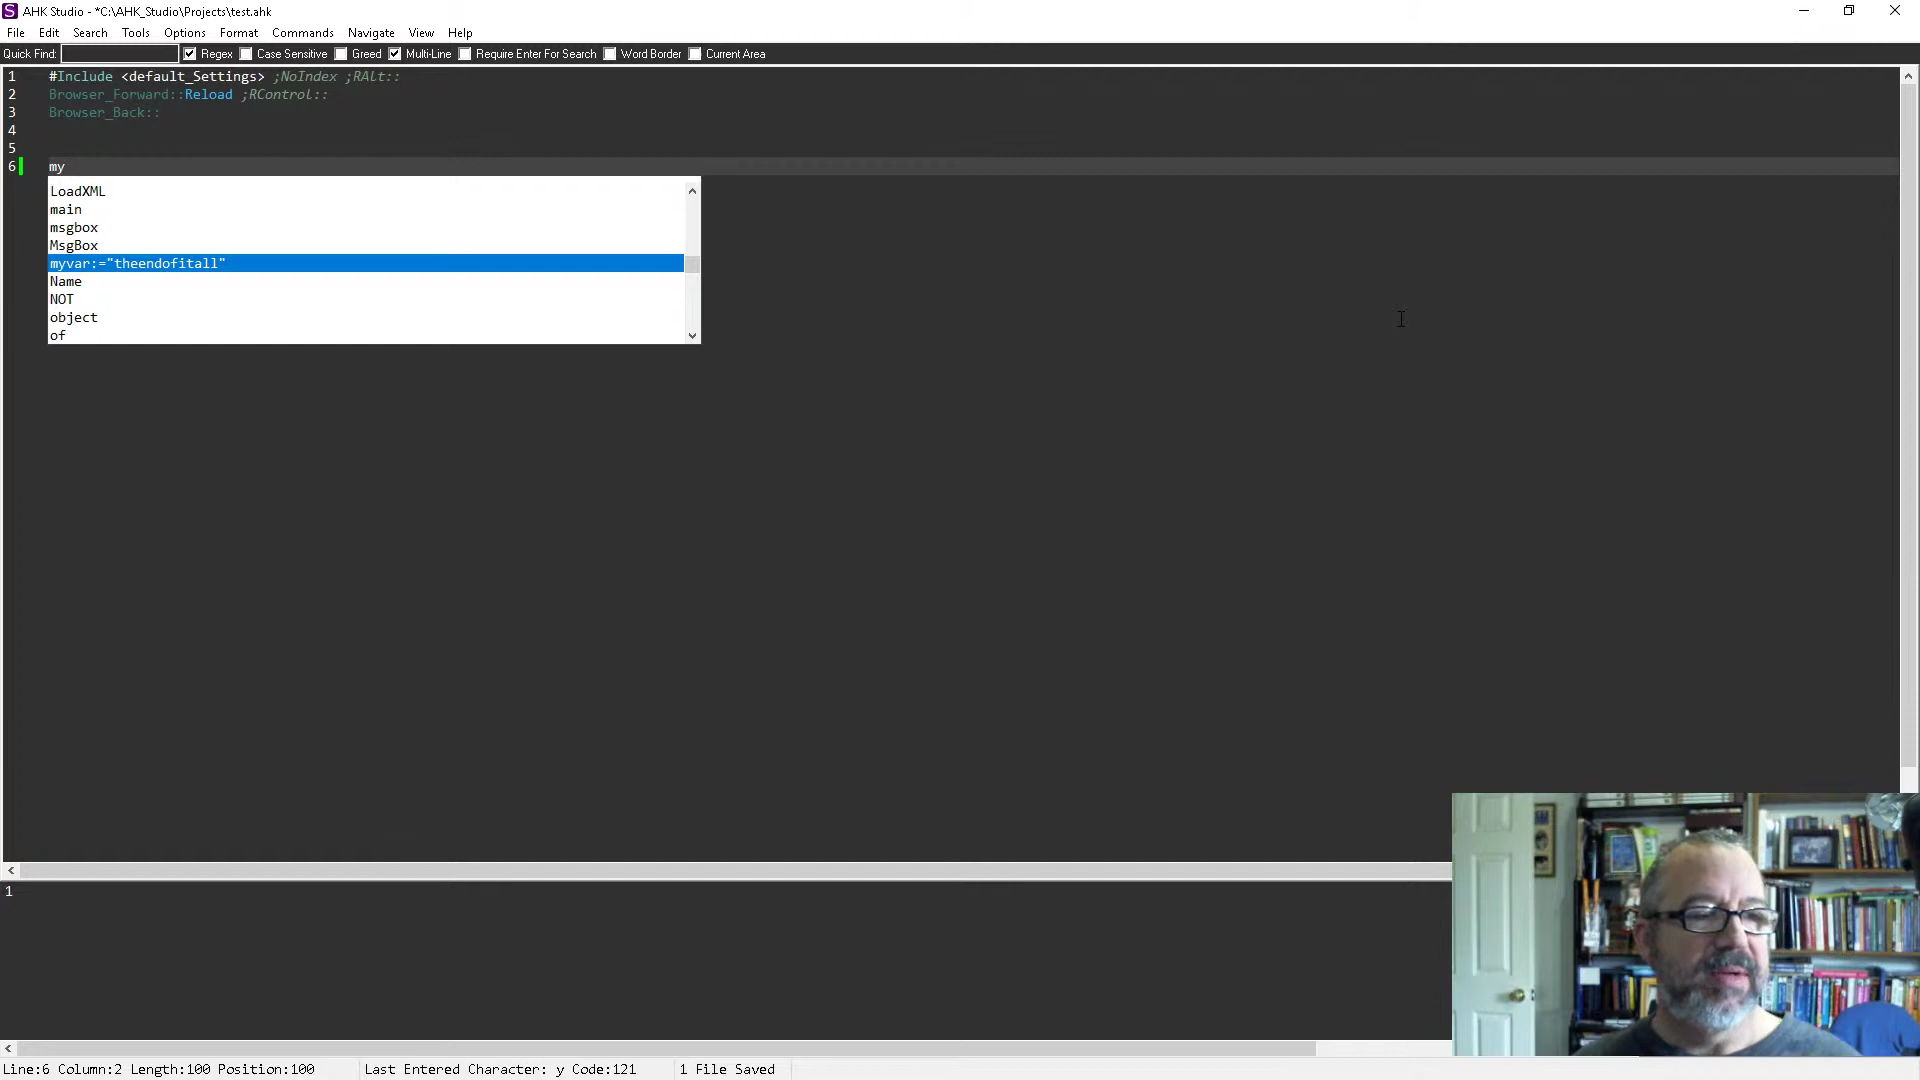 AHK Studio - *C:\AHK_Studio\Projects\test.ahk
File Edit Search Tools Options Format Commands Navigate View Help
Quick Find: Regex Case Sensitive Greed Multi-Line Require Enter For Search Word Border Current Area
1 #Include <default_Settings> ;NoIndex ;RAlt::
2 Browser_Forward::Reload ;RControl::
3 Browser_Back::
4
5
6 my
LoadXML
main
msgbox
MsgBox
myvar:="theendofitall"
Name
NOT
object
of
1
Line:6 Column:2 Length:100 Position:100 Last Entered Character: y Code:121 1 File Saved